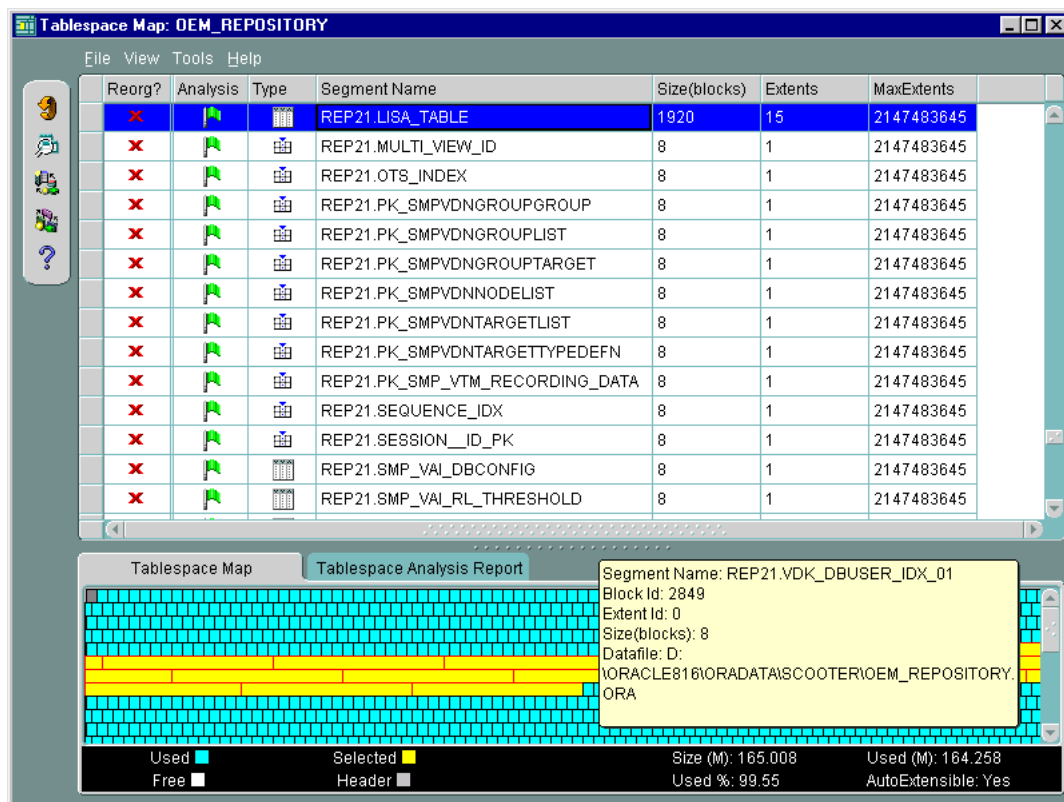 Tablespace Map: OEM_REPOSITORY
File View Tools Help
Reorg? Analysis Type Segment Name Size(blocks) Extents MaxExtents
REP21.LISA_TABLE 1920 15 2147483645
REP21.MULTI_VIEW_ID 8 1 2147483645
REP21.OTS_INDEX 8 1 2147483645
REP21.PK_SMPVDNGROUPGROUP 8 1 2147483645
REP21.PK_SMPVDNGROUPLIST 8 1 2147483645
REP21.PK_SMPVDNGROUPTARGET 8 1 2147483645
REP21.PK_SMPVDNNODELIST 8 1 2147483645
REP21.PK_SMPVDNTARGETLIST 8 1 2147483645
REP21.PK_SMPVDNTARGETTYPEDEFN 8 1 2147483645
REP21.PK_SMP_VTM_RECORDING_DATA 8 1 2147483645
REP21.SEQUENCE_IDX 8 1 2147483645
REP21.SESSION__ID_PK 8 1 2147483645
REP21.SMP_VAI_DBCONFIG 8 1 2147483645
REP21.SMP_VAI_RL_THRESHOLD 8 1 2147483645
Tablespace Map Tablespace Analysis Report
Segment Name: REP21.VDK_DBUSER_IDX_01
Block Id: 2849
Extent Id: 0
Size(blocks): 8
Datafile: D:
\ORACLE816\ORADATA\SCOOTER\OEM_REPOSITORY.
ORA
Used Selected Size (M): 165.008 Used (M): 164.258
Free Header Used %: 99.55 AutoExtensible: Yes